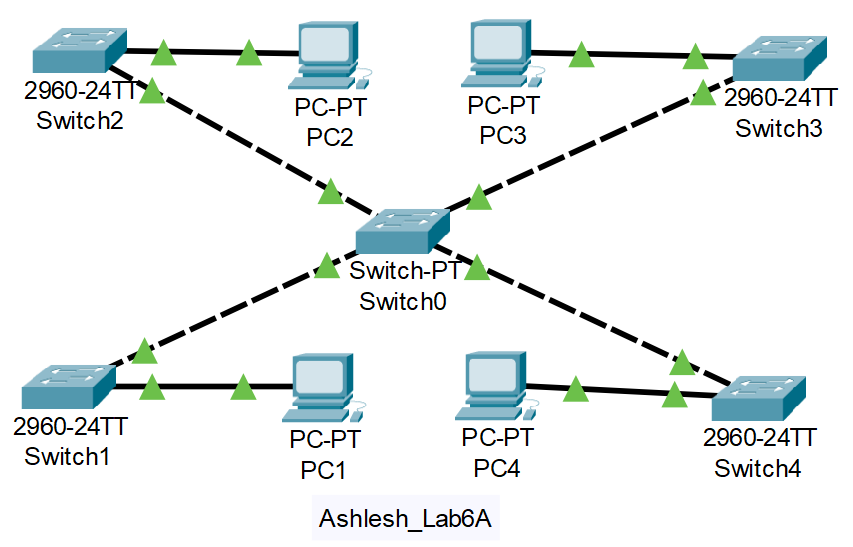 2960-24TT
Switch2
PC-PT
PC2
PC-PT
PC3
2960-24TT
Switch3
Switch-PT
Switch0
2960-24TT
Switch1
PC-PT
PC1
PC-PT
PC4
2960-24TT
Switch4
Ashlesh_Lab6A